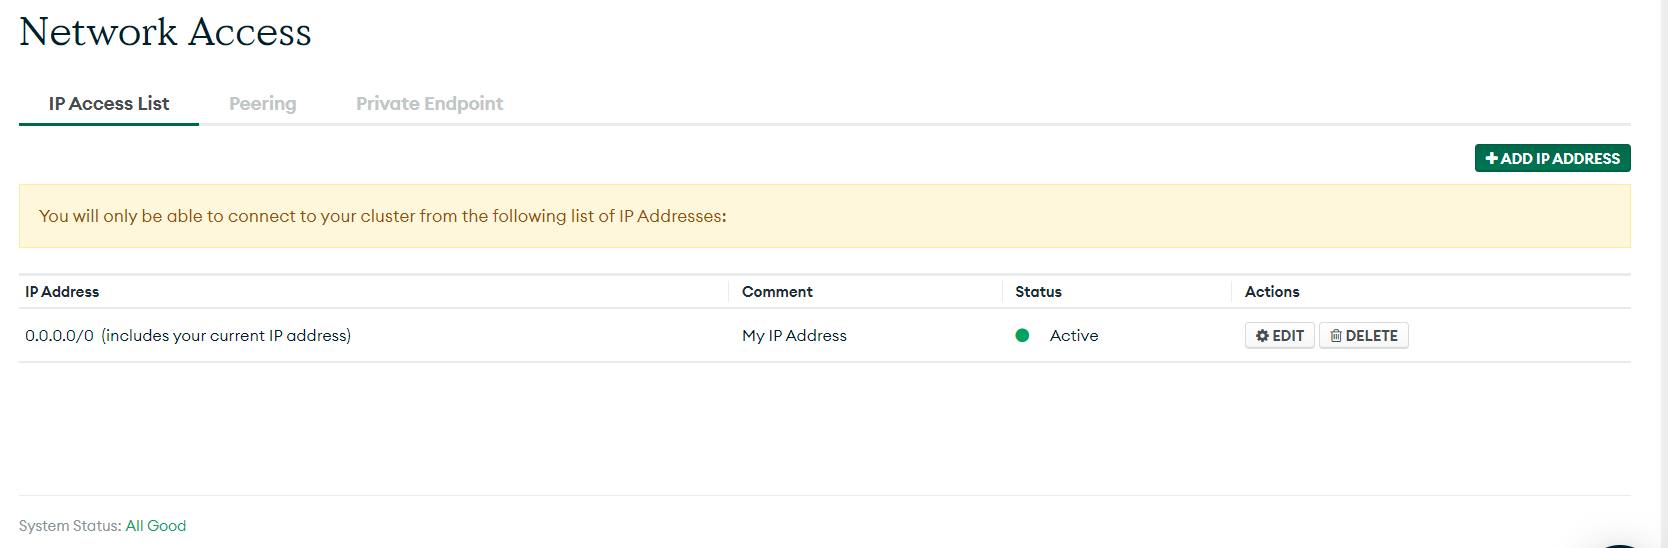 Network Access
IP Access List Peering Private Endpoint
+ ADD IP ADDRESS
You will only be able to connect to your cluster from the following list of IP Addresses:
IP Address Comment Status Actions
0.0.0.0/0 (includes your current IP address) My IP Address Active EDIT DELETE
System Status: All Good